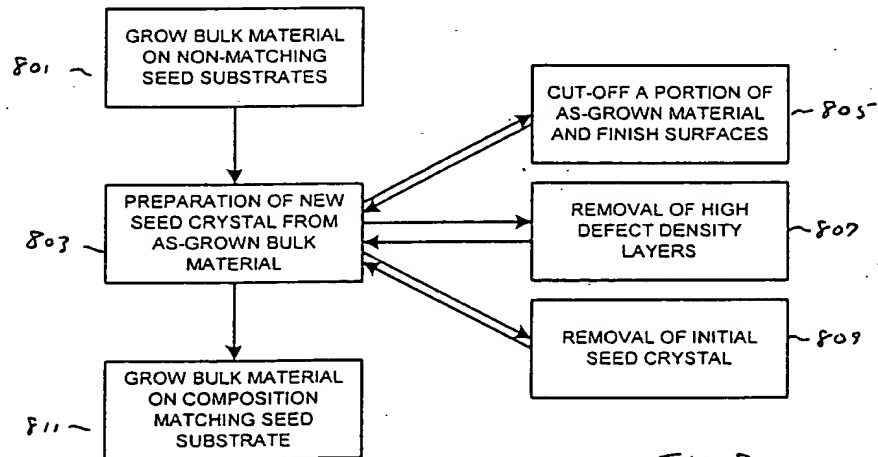 801
GROW BULK MATERIAL
ON NON-MATCHING
SEED SUBSTRATES
CUT-OFF A PORTION OF
AS-GROWN MATERIAL
AND FINISH SURFACES
805
803
PREPARATION OF NEW
SEED CRYSTAL FROM
AS-GROWN BULK
MATERIAL
REMOVAL OF HIGH
DEFECT DENSITY
LAYERS
807
REMOVAL OF INITIAL
SEED CRYSTAL
809
811
GROW BULK MATERIAL
ON COMPOSITION
MATCHING SEED
SUBSTRATE